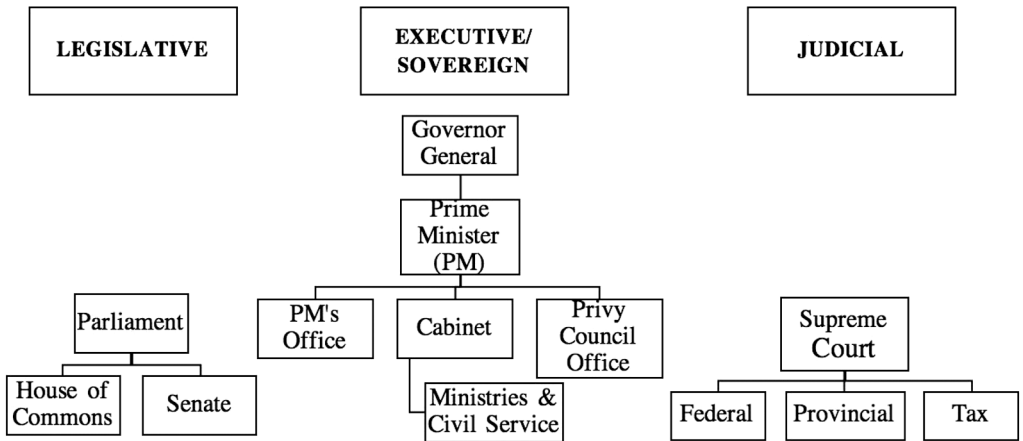 LEGISLATIVE
EXECUTIVE/
SOVEREIGN
JUDICIAL
Governor
General
Prime
Minister
(PM)
Parliament
PM's
Office
Cabinet
Privy
Council
Office
Supreme
Court
House of
Commons
Senate
Ministries &
Civil Service
Federal
Provincial
Tax